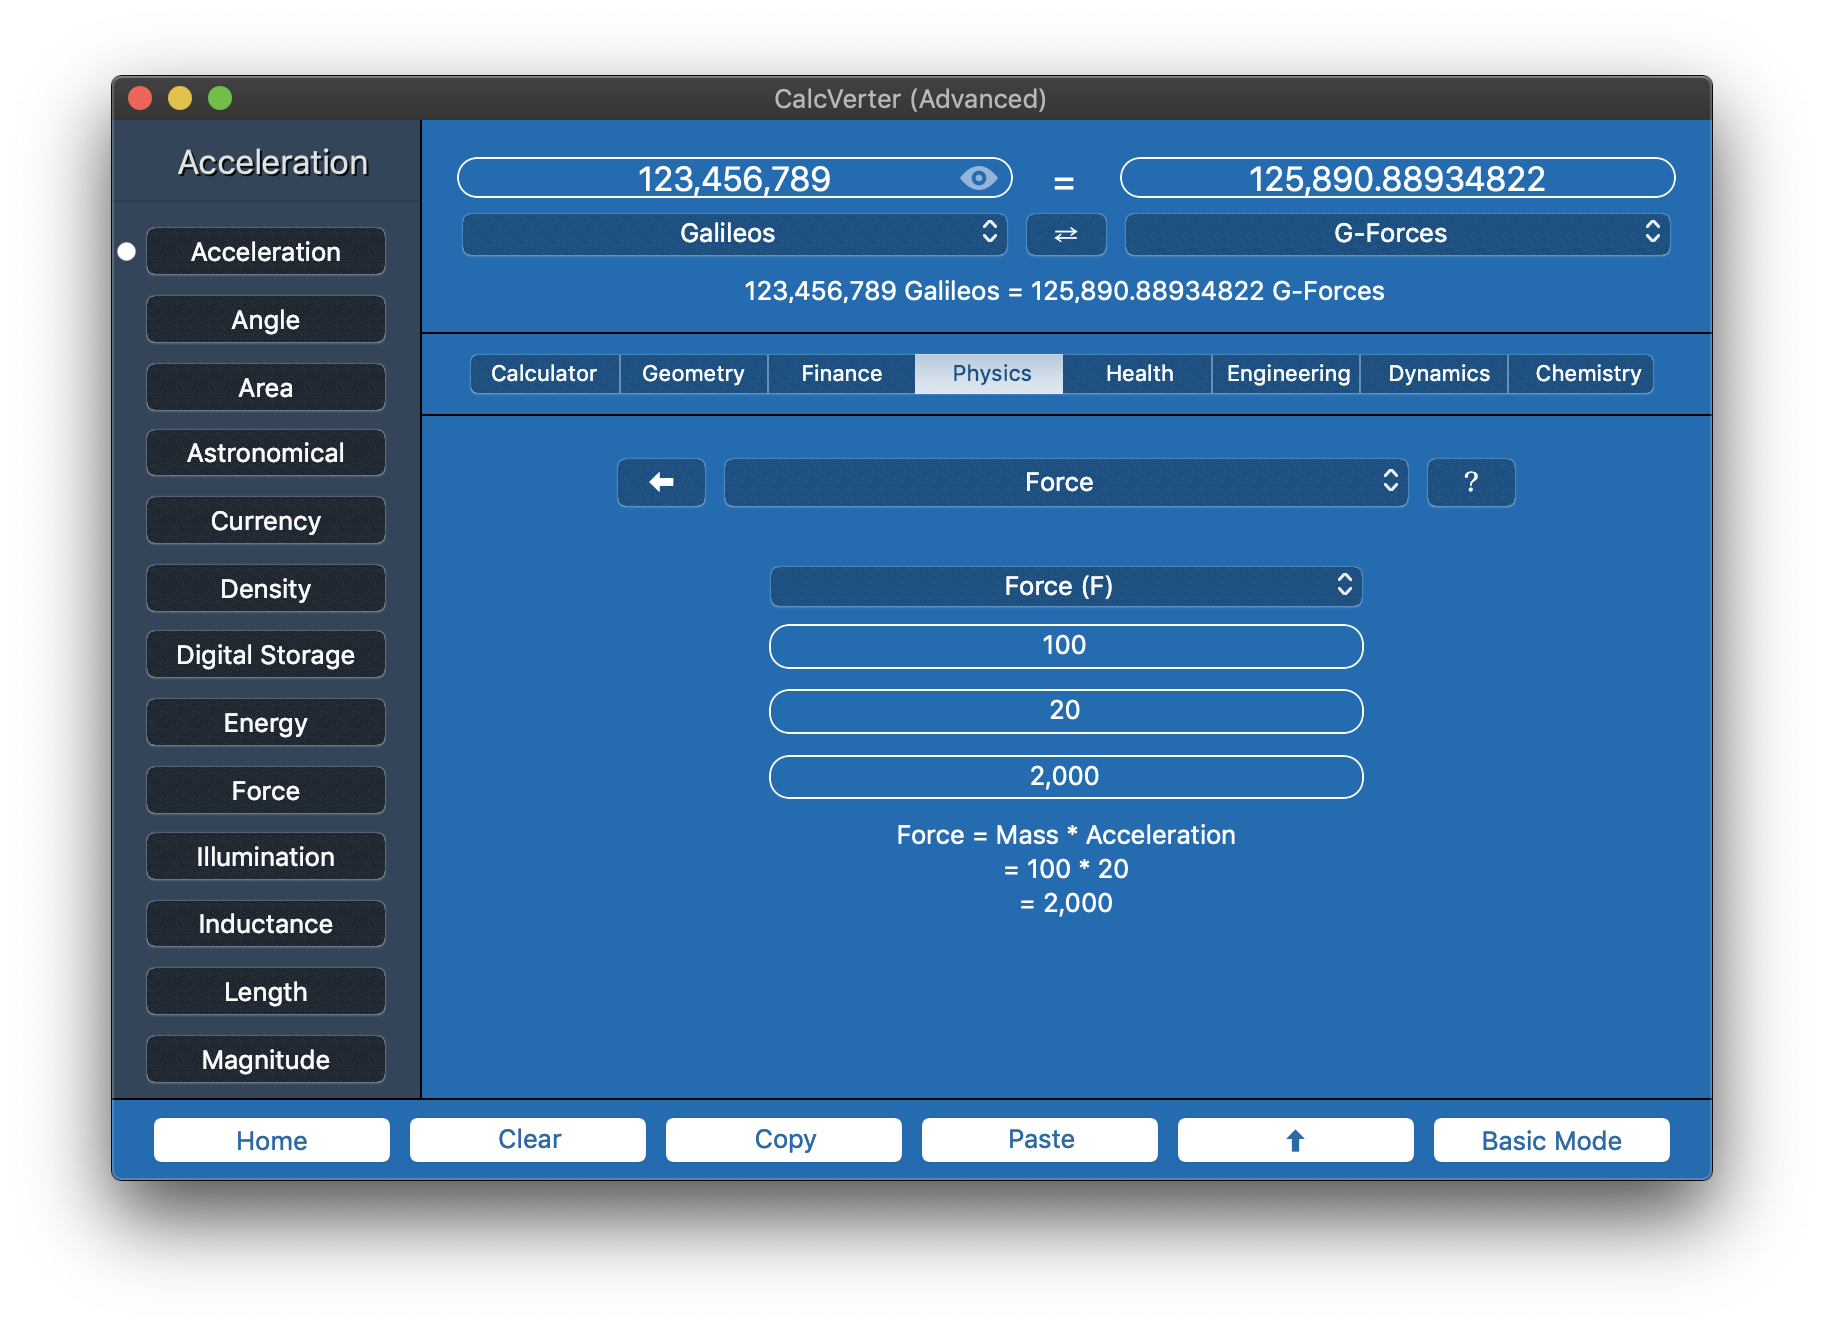 CalcVerter (Advanced)
Acceleration
Acceleration
Angle
Area
Astronomical
Currency
Density
Digital Storage
Energy
Force
Illumination
Inductance
Length
Magnitude
123,456,789 = 125,890.88934822
Galileos ⇄ G-Forces
123,456,789 Galileos = 125,890.88934822 G-Forces
Calculator Geometry Finance Physics Health Engineering Dynamics Chemistry
Force ?
Force (F)
100
20
2,000
Force = Mass * Acceleration
= 100 * 20
= 2,000
Home Clear Copy Paste Basic Mode